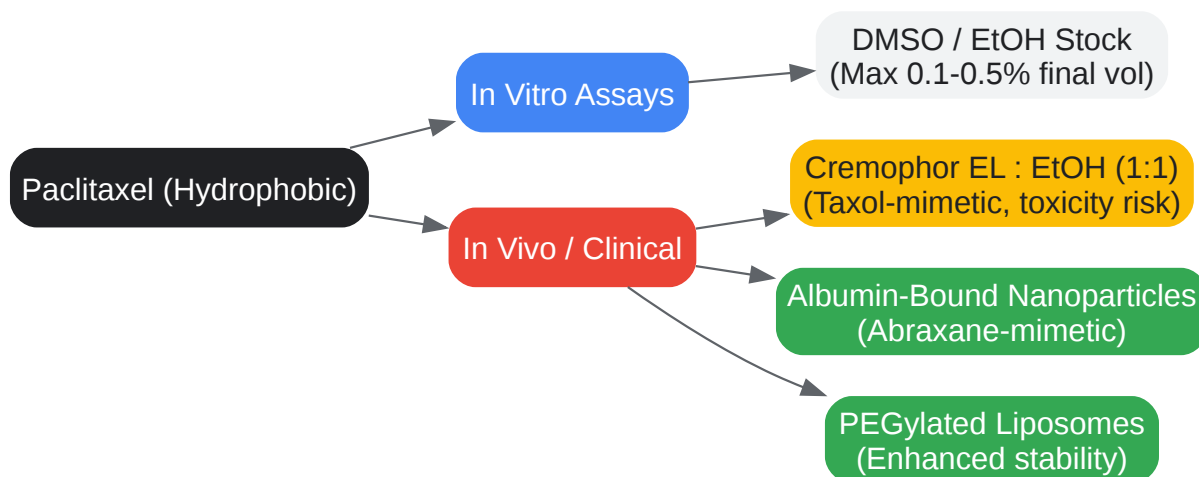 Paclitaxel (Hydrophobic)
In Vitro Assays
In Vivo / Clinical
DMSO / EtOH Stock
(Max 0.1-0.5% final vol)
Cremophor EL : EtOH (1:1)
(Taxol-mimetic, toxicity risk)
Albumin-Bound Nanoparticles
(Abraxane-mimetic)
PEGylated Liposomes
(Enhanced stability)